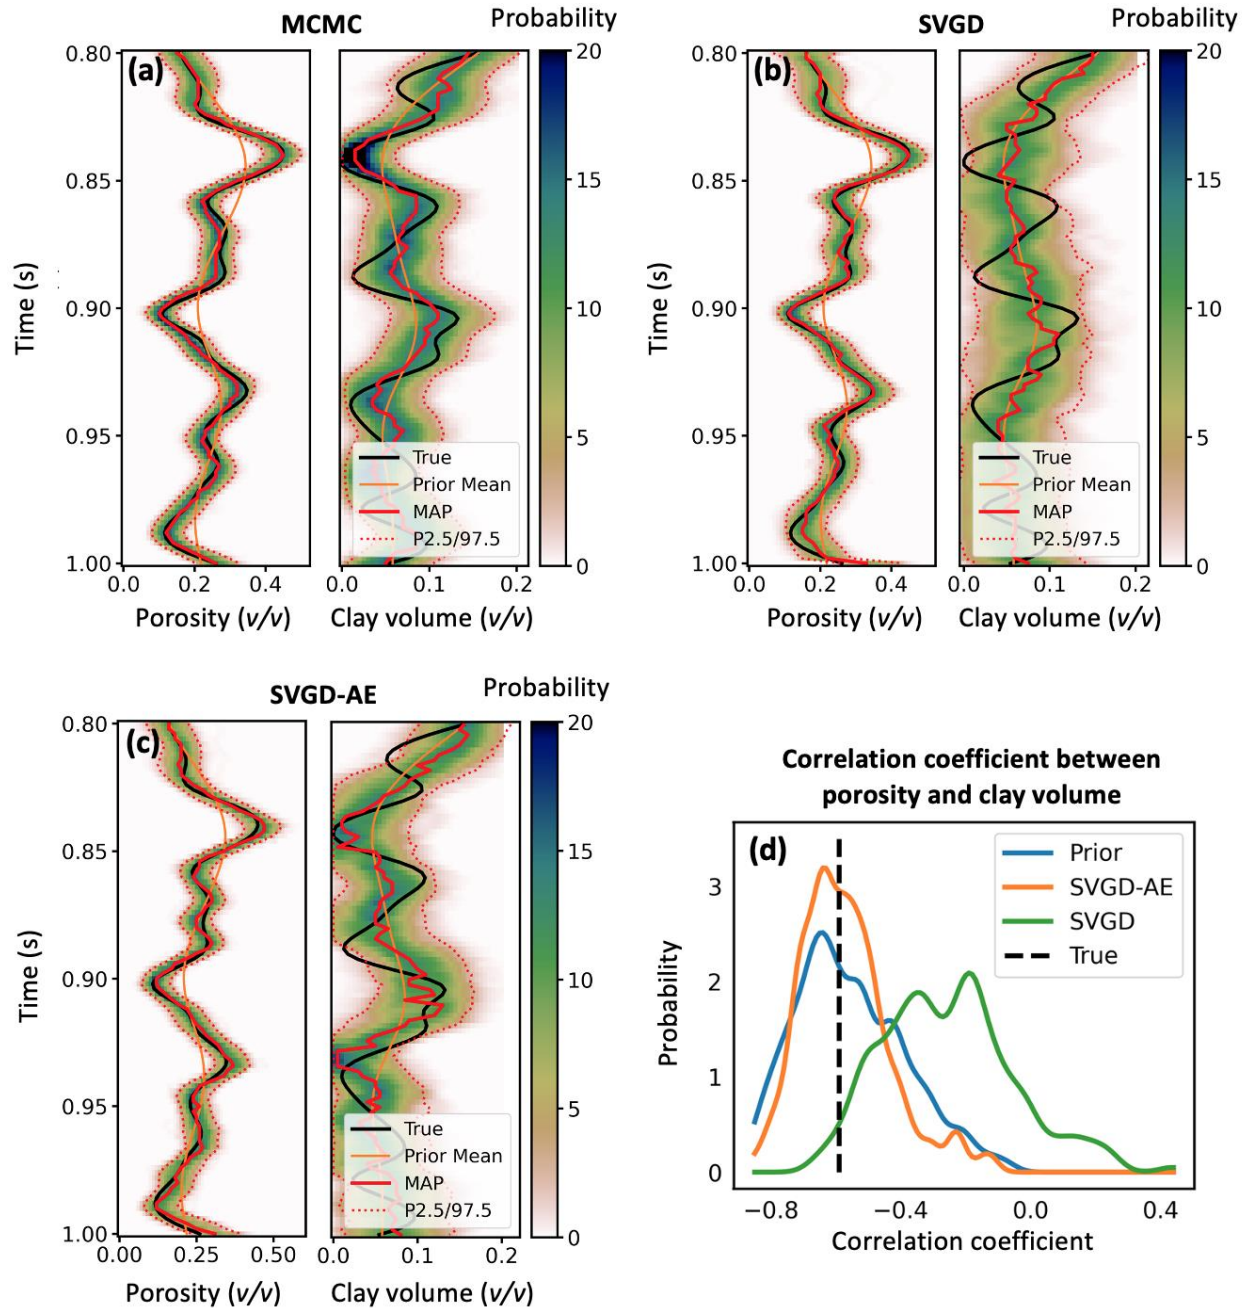 MCMC
Probability
(a)
0.80
0.85
0.90
0.95
1.00
Time (s)
0.0
0.2
0.4
Porosity (v/v)
0.0
0.1
0.2
Clay volume (v/v)
True
Prior Mean
MAP
P2.5/97.5
20
15
10
5
0
SVGD
Probability
(b)
0.80
0.85
0.90
0.95
1.00
Time (s)
0.0
0.2
0.4
Porosity (v/v)
0.0
0.1
0.2
Clay volume (v/v)
True
Prior Mean
MAP
P2.5/97.5
20
15
10
5
0
SVGD-AE
Probability
(c)
0.80
0.85
0.90
0.95
1.00
Time (s)
0.00
0.25
0.50
Porosity (v/v)
0.0
0.1
0.2
Clay volume (v/v)
True
Prior Mean
MAP
P2.5/97.5
20
15
10
5
0
Correlation coefficient between
porosity and clay volume
(d)
Prior
SVGD-AE
SVGD
True
3
2
1
0
Probability
−0.8
−0.4
0.0
0.4
Correlation coefficient